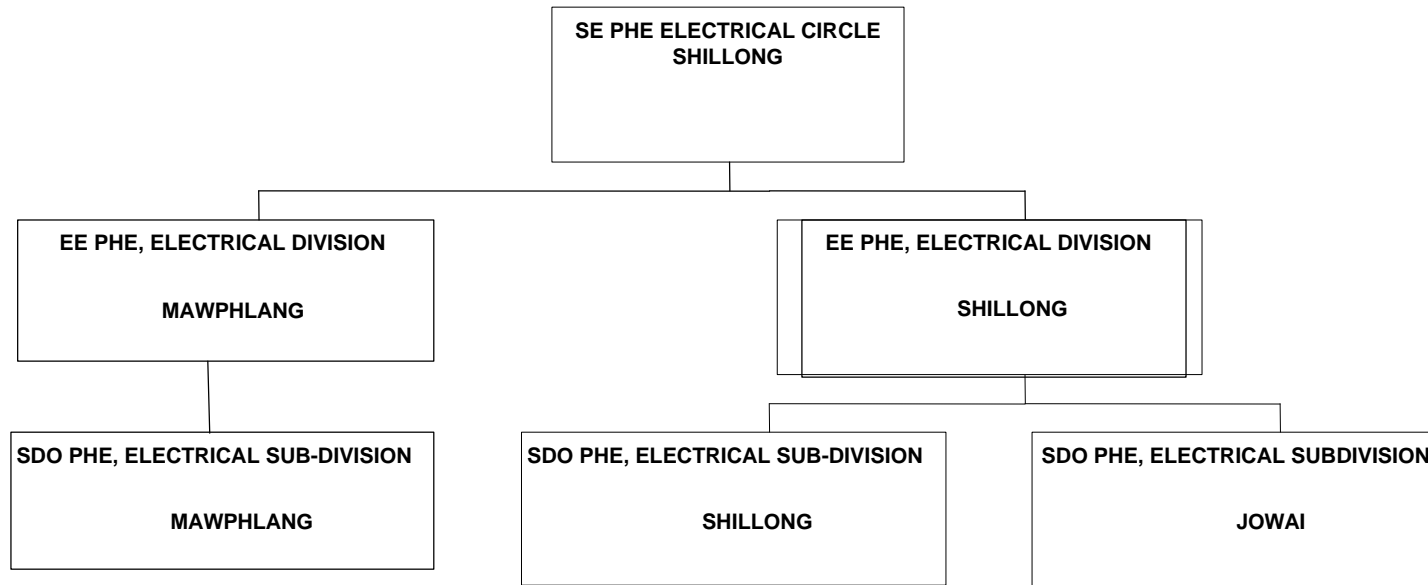 SE PHE ELECTRICAL CIRCLE
SHILLONG
EE PHE, ELECTRICAL DIVISION
MAWPHLANG
EE PHE, ELECTRICAL DIVISION
SHILLONG
SDO PHE, ELECTRICAL SUB-DIVISION
MAWPHLANG
SDO PHE, ELECTRICAL SUB-DIVISION
SHILLONG
SDO PHE, ELECTRICAL SUBDIVISION
JOWAI